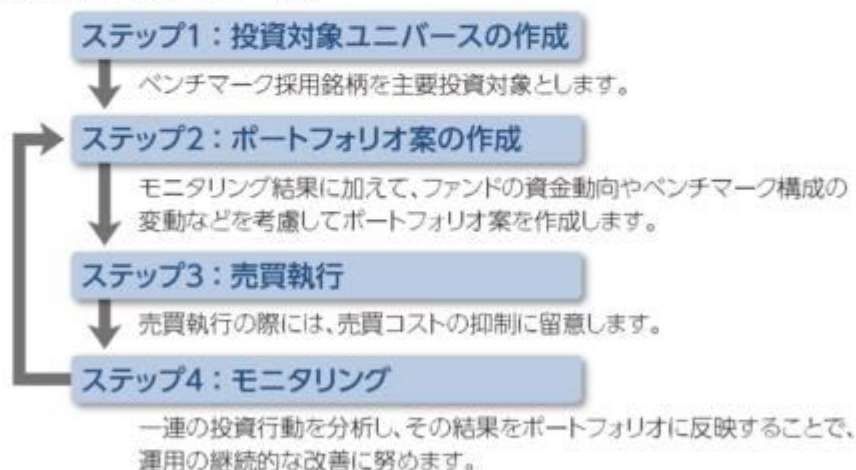 ステップ1：投資対象ユニバースの作成
ベンチマーク採用銘柄を主要投資対象とします。
ステップ2：ポートフォリオ案の作成
モニタリング結果に加えて、ファンドの資金動向やベンチマーク構成の
変動などを考慮してポートフォリオ案を作成します。
ステップ3：売買執行
売買執行の際には、売買コストの抑制に留意します。
ステップ4：モニタリング
一連の投資行動を分析し、その結果をポートフォリオに反映することで、
運用の継続的な改善に努めます。